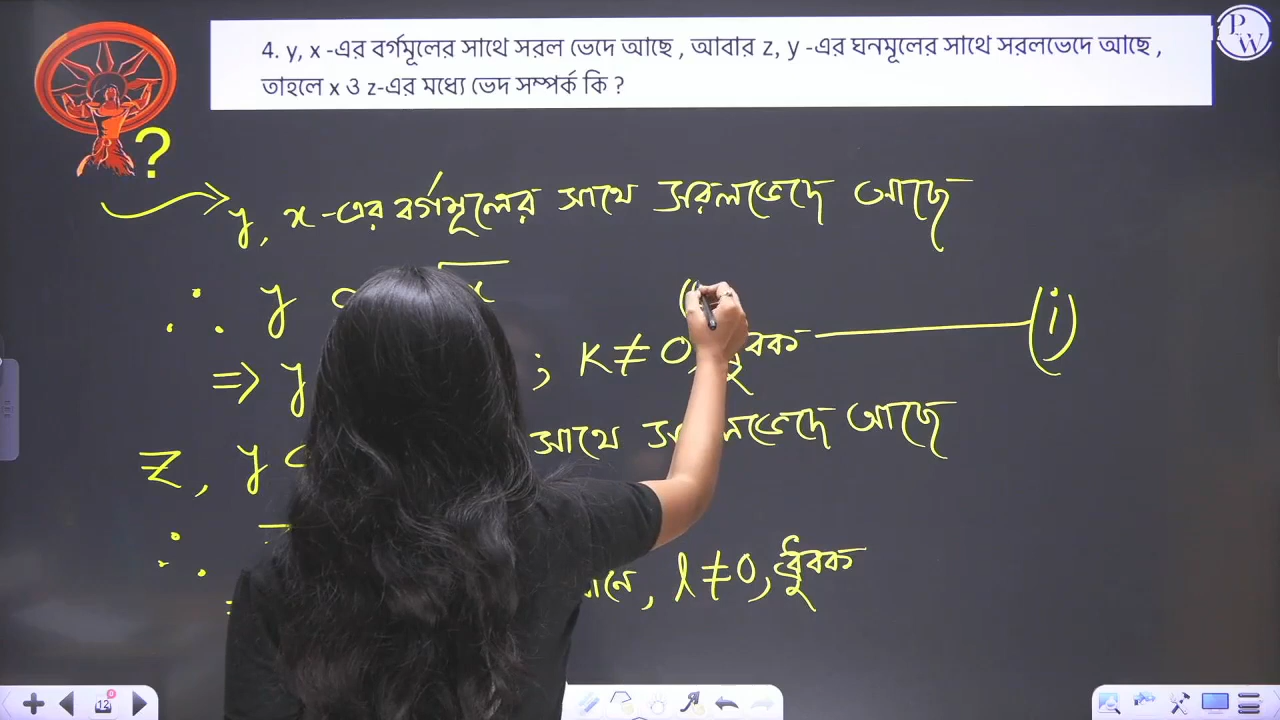 4. y, x -এর বর্গমূলের সাথে সরল ভেদে আছে , আবার z, y -এর ঘনমূলের সাথে সরলভেদে আছে ,
তাহলে x ও z-এর মধ্যে ভেদ সম্পর্ক কি ?
PW
?
y, x -এর বর্গমূলের সাথে সরলভেদে আছে
∴ y x
⇒ y ; K ≠ 0, ধ্রুবক (i)
z, y সাথে সরলভেদে আছে
∴
, l ≠ 0, ধ্রুবক
12